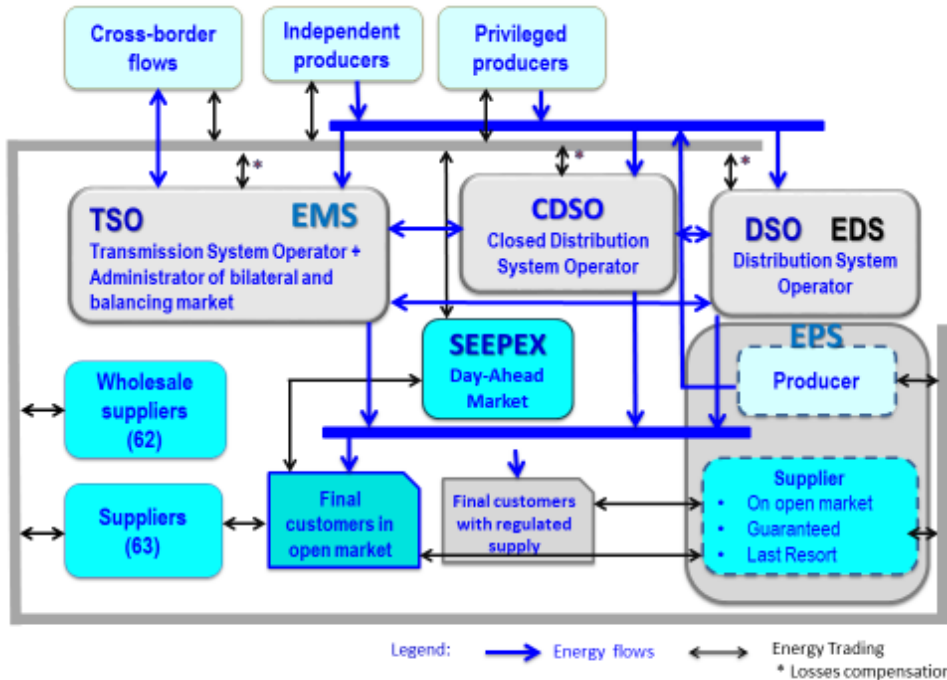 Cross-border
flows
Independent
producers
Privileged
producers
*
*
*
TSO EMS
Transmission System Operator +
Administrator of bilateral and
balancing market
CDSO
Closed Distribution
System Operator
DSO EDS
Distribution System
Operator
SEEPEX
Day-Ahead
Market
EPS
Producer
Wholesale
suppliers
(62)
Suppliers
(63)
Final
customers in
open market
Final customers
with regulated
supply
Supplier
• On open market
• Guaranteed
• Last Resort
Legend: Energy flows Energy Trading
* Losses compensation